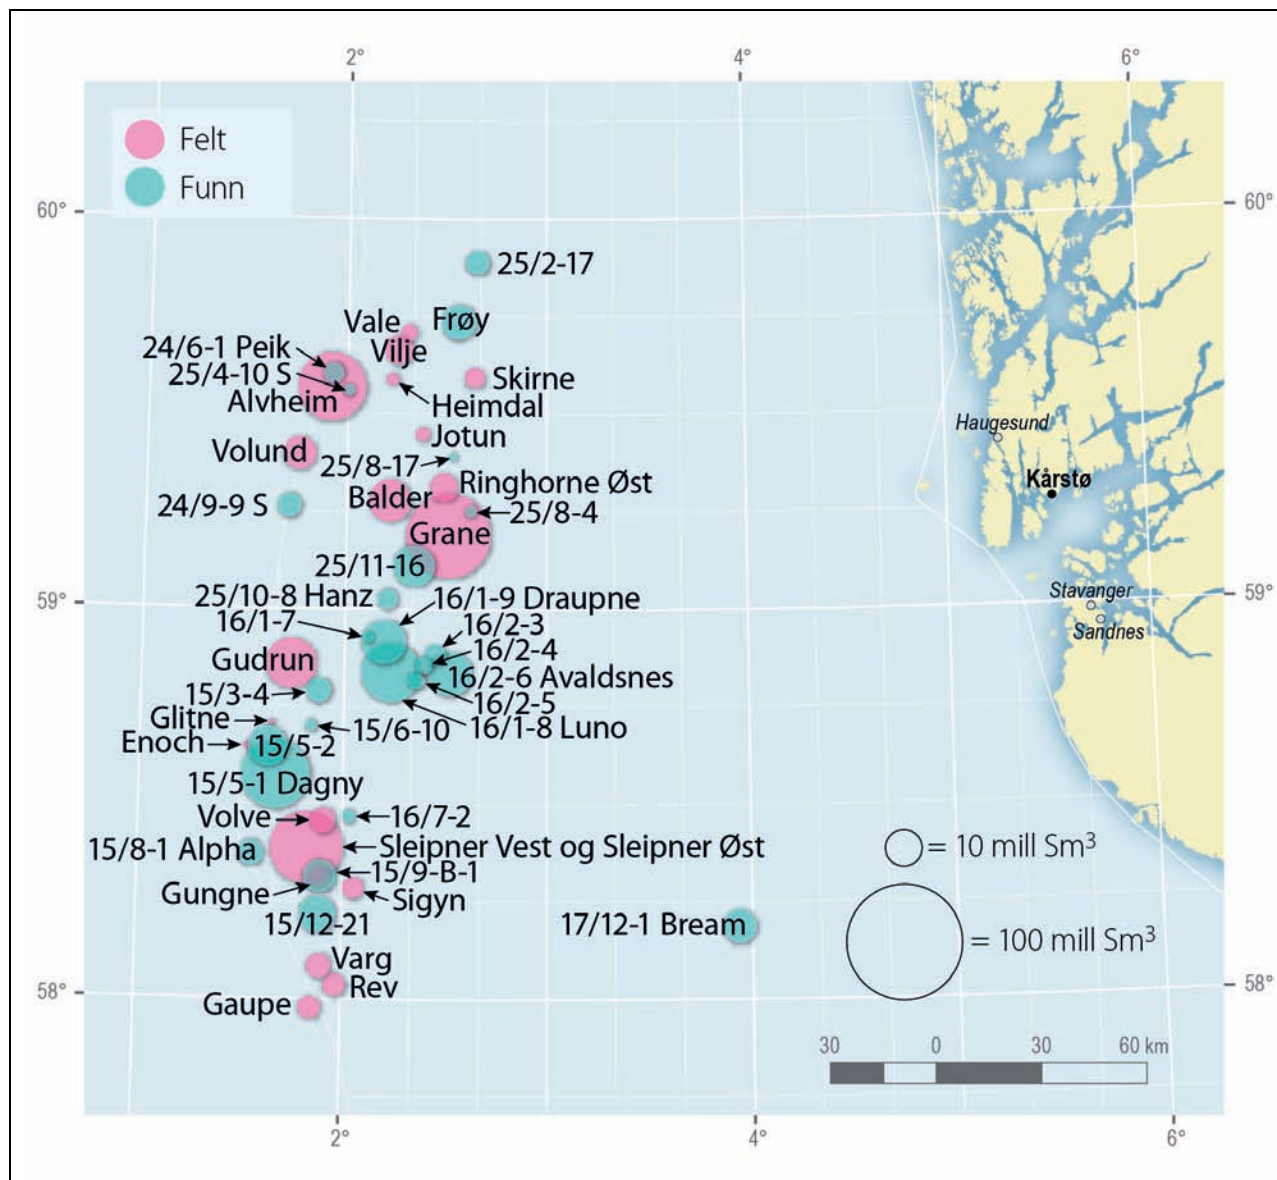 2°
4°
6°
Felt
Funn
60°
60°
25/2-17
Vale
Frøy
24/6-1 Peik
Vilje
25/4-10 S
Skirne
Alvheim
Heimdal
Haugesund
Jotun
Volund
25/8-17
Kårstø
Ringhorne Øst
Balder
24/9-9 S
25/8-4
Grane
25/11-16
59°
59°
25/10-8 Hanz
16/1-9 Draupne
Stavanger
16/1-7
16/2-3
Sandnes
16/2-4
Gudrun
16/2-6 Avaldsnes
15/3-4
16/2-5
Glitne
15/6-10
16/1-8 Luno
Enoch
15/5-2
15/5-1 Dagny
Volve
16/7-2
15/8-1 Alpha
Sleipner Vest og Sleipner Øst
= 10 mill Sm³
15/9-B-1
Gungne
Sigyn
15/12-21
17/12-1 Bream
= 100 mill Sm³
Varg
Rev
58°
58°
Gaupe
30 0 30 60 km
2°
4°
6°